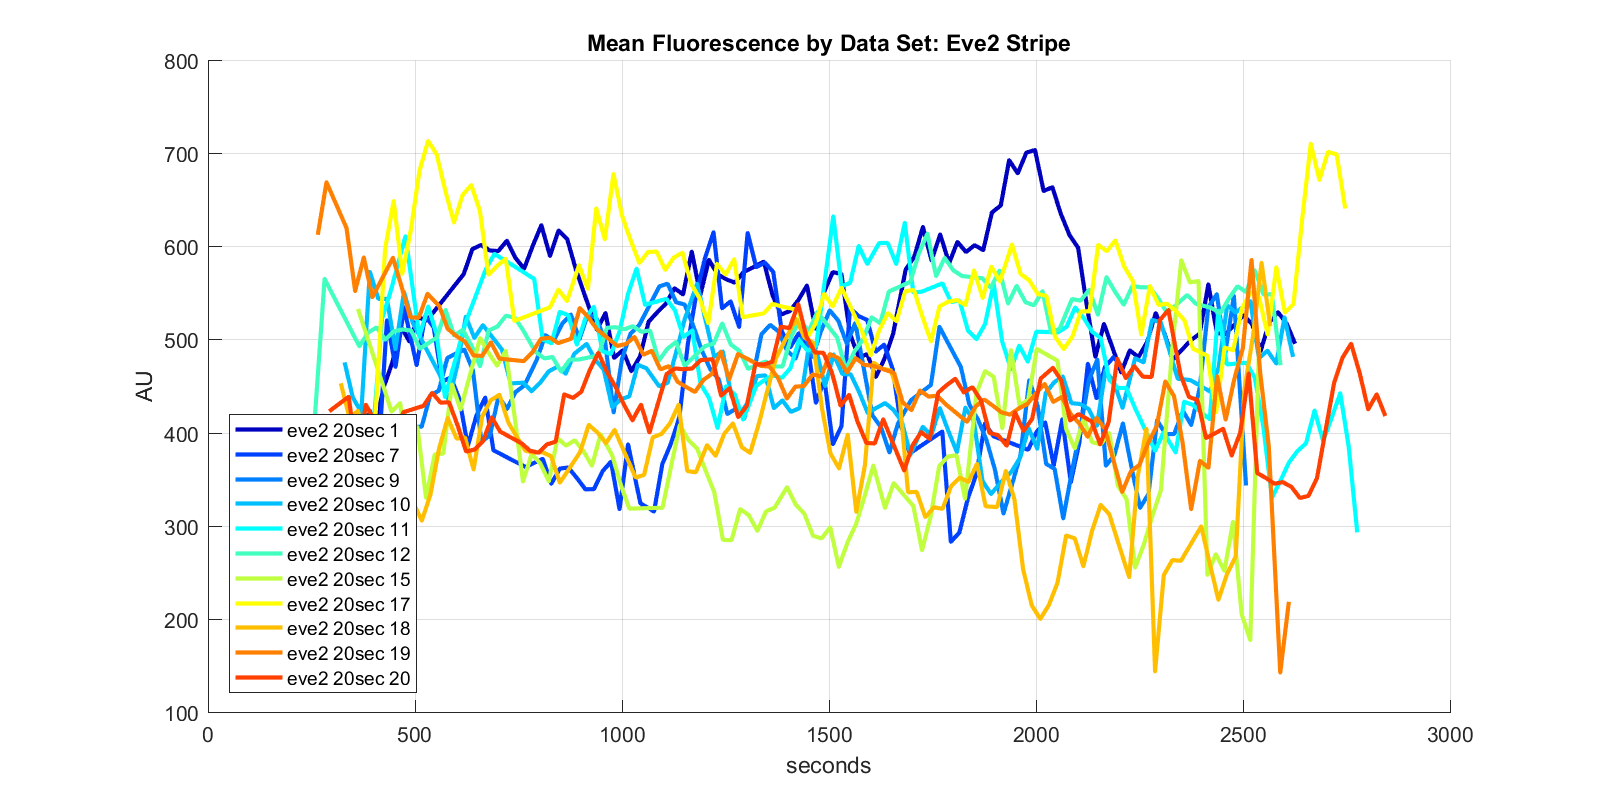 Mean Fluorescence by Data Set: Eve2 Stripe
800
700
600
500
400
300
200
100
AU
eve2 20sec 1
eve2 20sec 7
eve2 20sec 9
eve2 20sec 10
eve2 20sec 11
eve2 20sec 12
eve2 20sec 15
eve2 20sec 17
eve2 20sec 18
eve2 20sec 19
eve2 20sec 20
0 500 1000 1500 2000 2500 3000
seconds